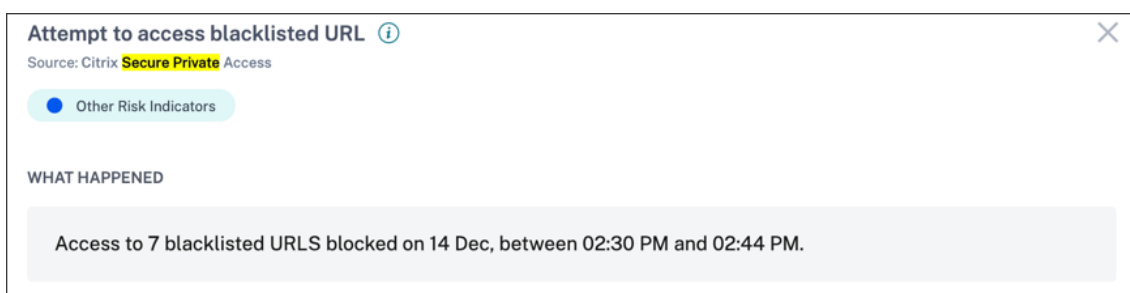 Attempt to access blacklisted URL
Source: Citrix Secure Private Access
Other Risk Indicators
WHAT HAPPENED
Access to 7 blacklisted URLS blocked on 14 Dec, between 02:30 PM and 02:44 PM.